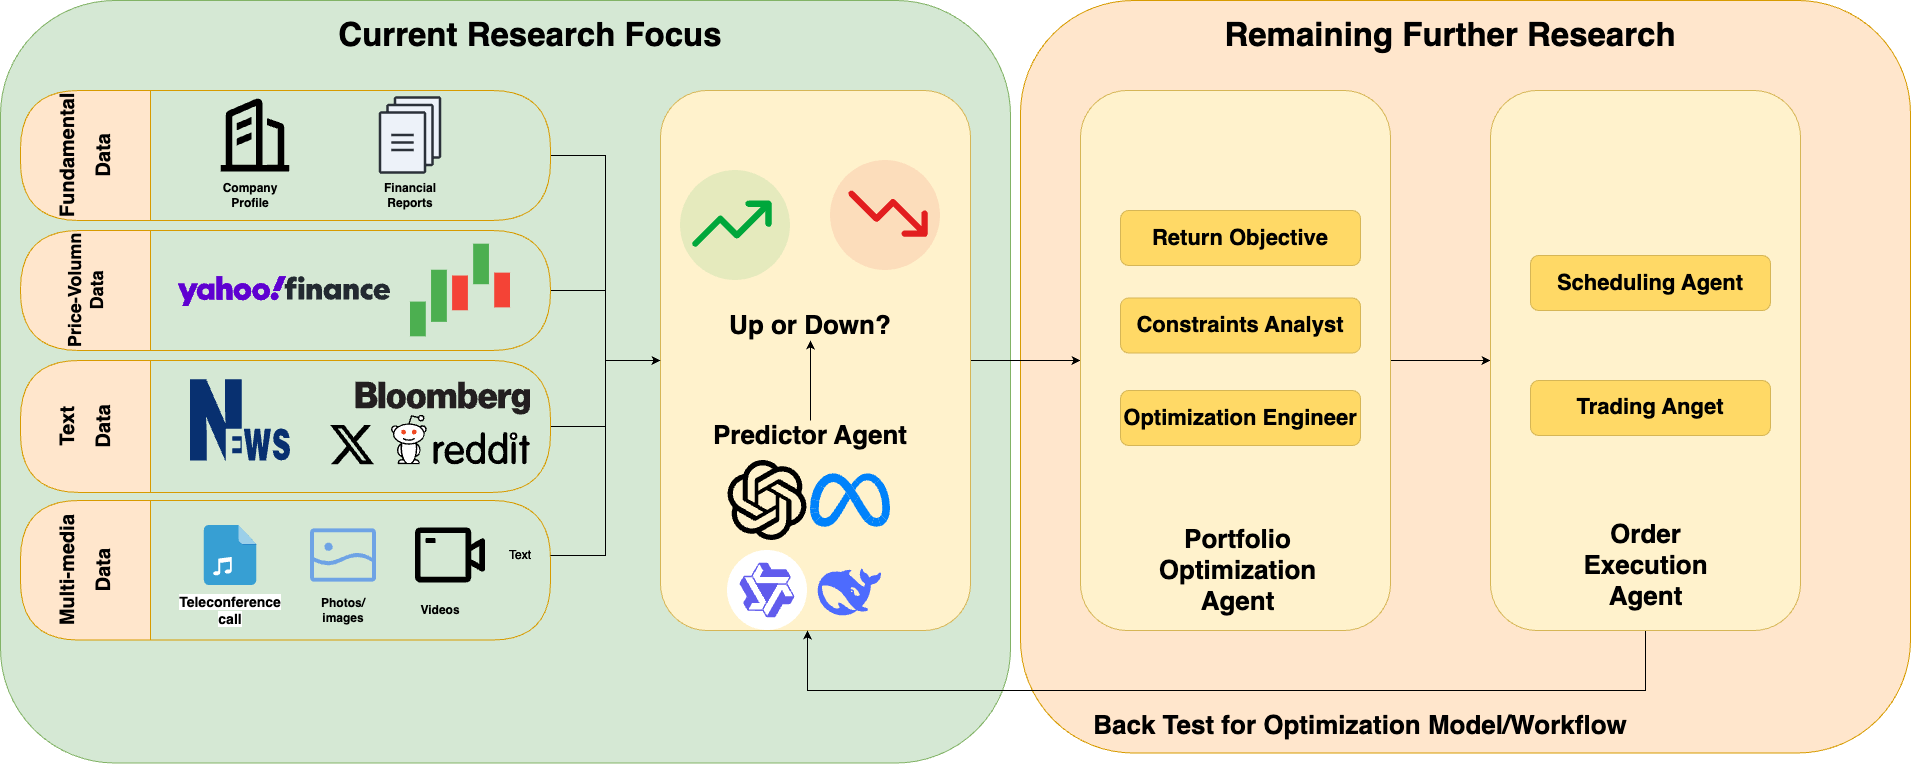 Current Research Focus
Remaining Further Research
Fundamental
Data
Company
Profile
Financial
Reports
Price-Volumn
Data
yahoo!finance
Text
Data
News
Bloomberg
X
reddit
Multi-media
Data
Teleconference
call
Photos/
images
Videos
Text
Up or Down?
Predictor Agent
Return Objective
Constraints Analyst
Optimization Engineer
Portfolio
Optimization
Agent
Scheduling Agent
Trading Anget
Order
Execution
Agent
Back Test for Optimization Model/Workflow